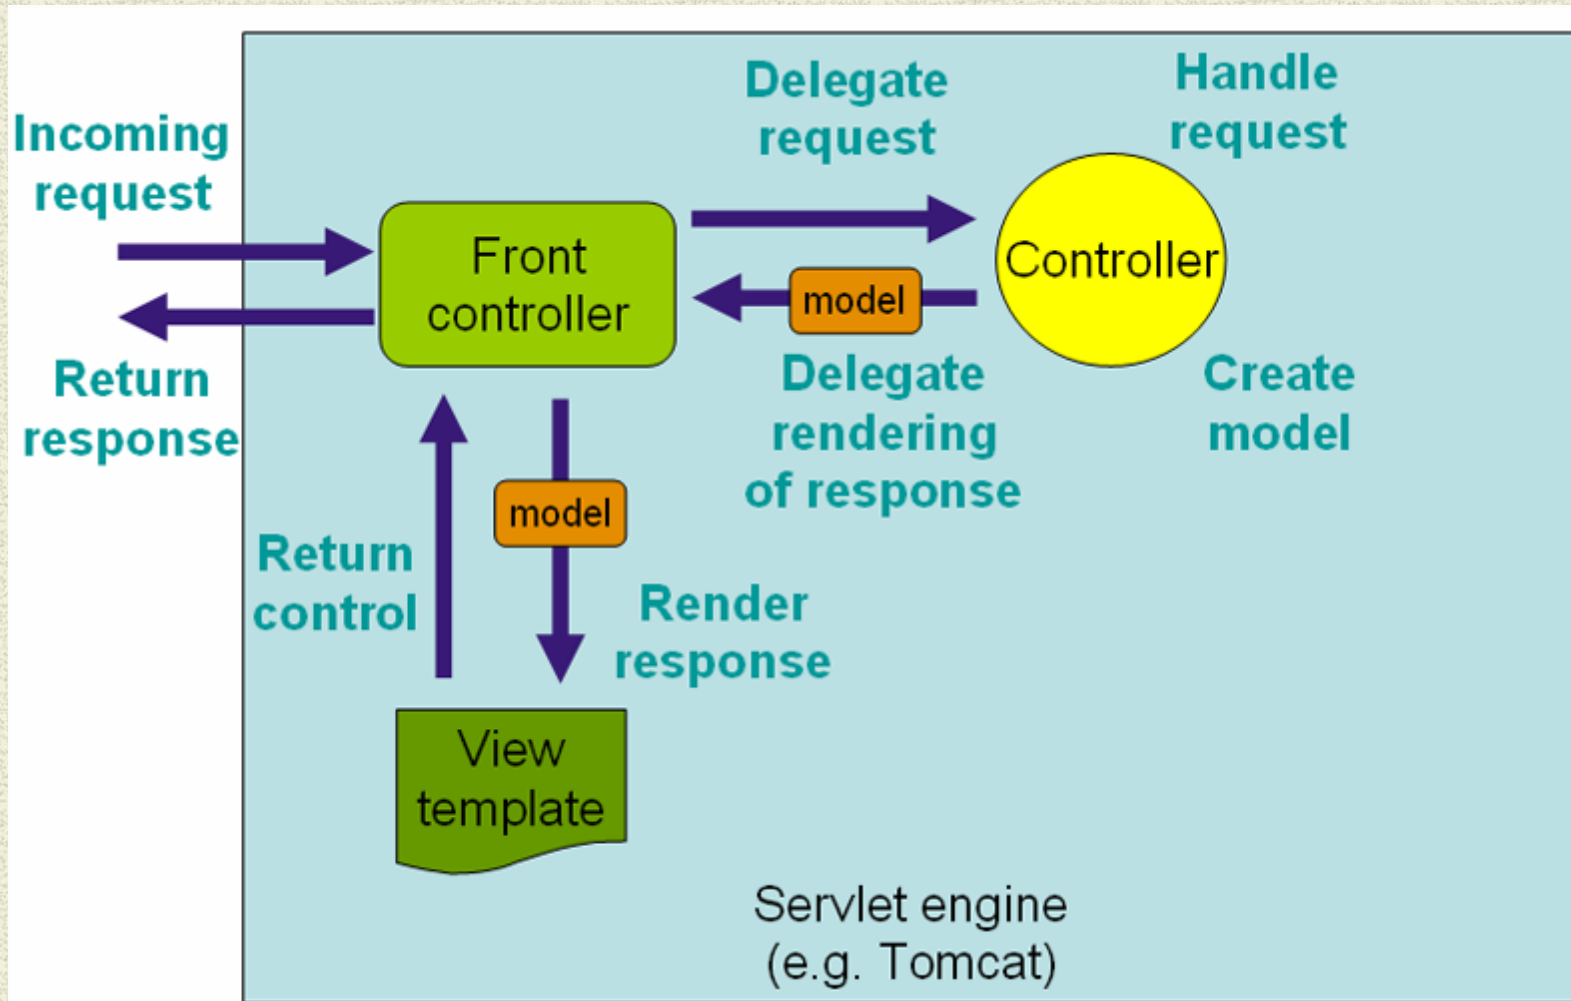 Incoming
request
Return
response
Delegate
request
Handle
request
Front
controller
model
Controller
Delegate
rendering
of response
Create
model
Return
control
model
Render
response
View
template
Servlet engine
(e.g. Tomcat)